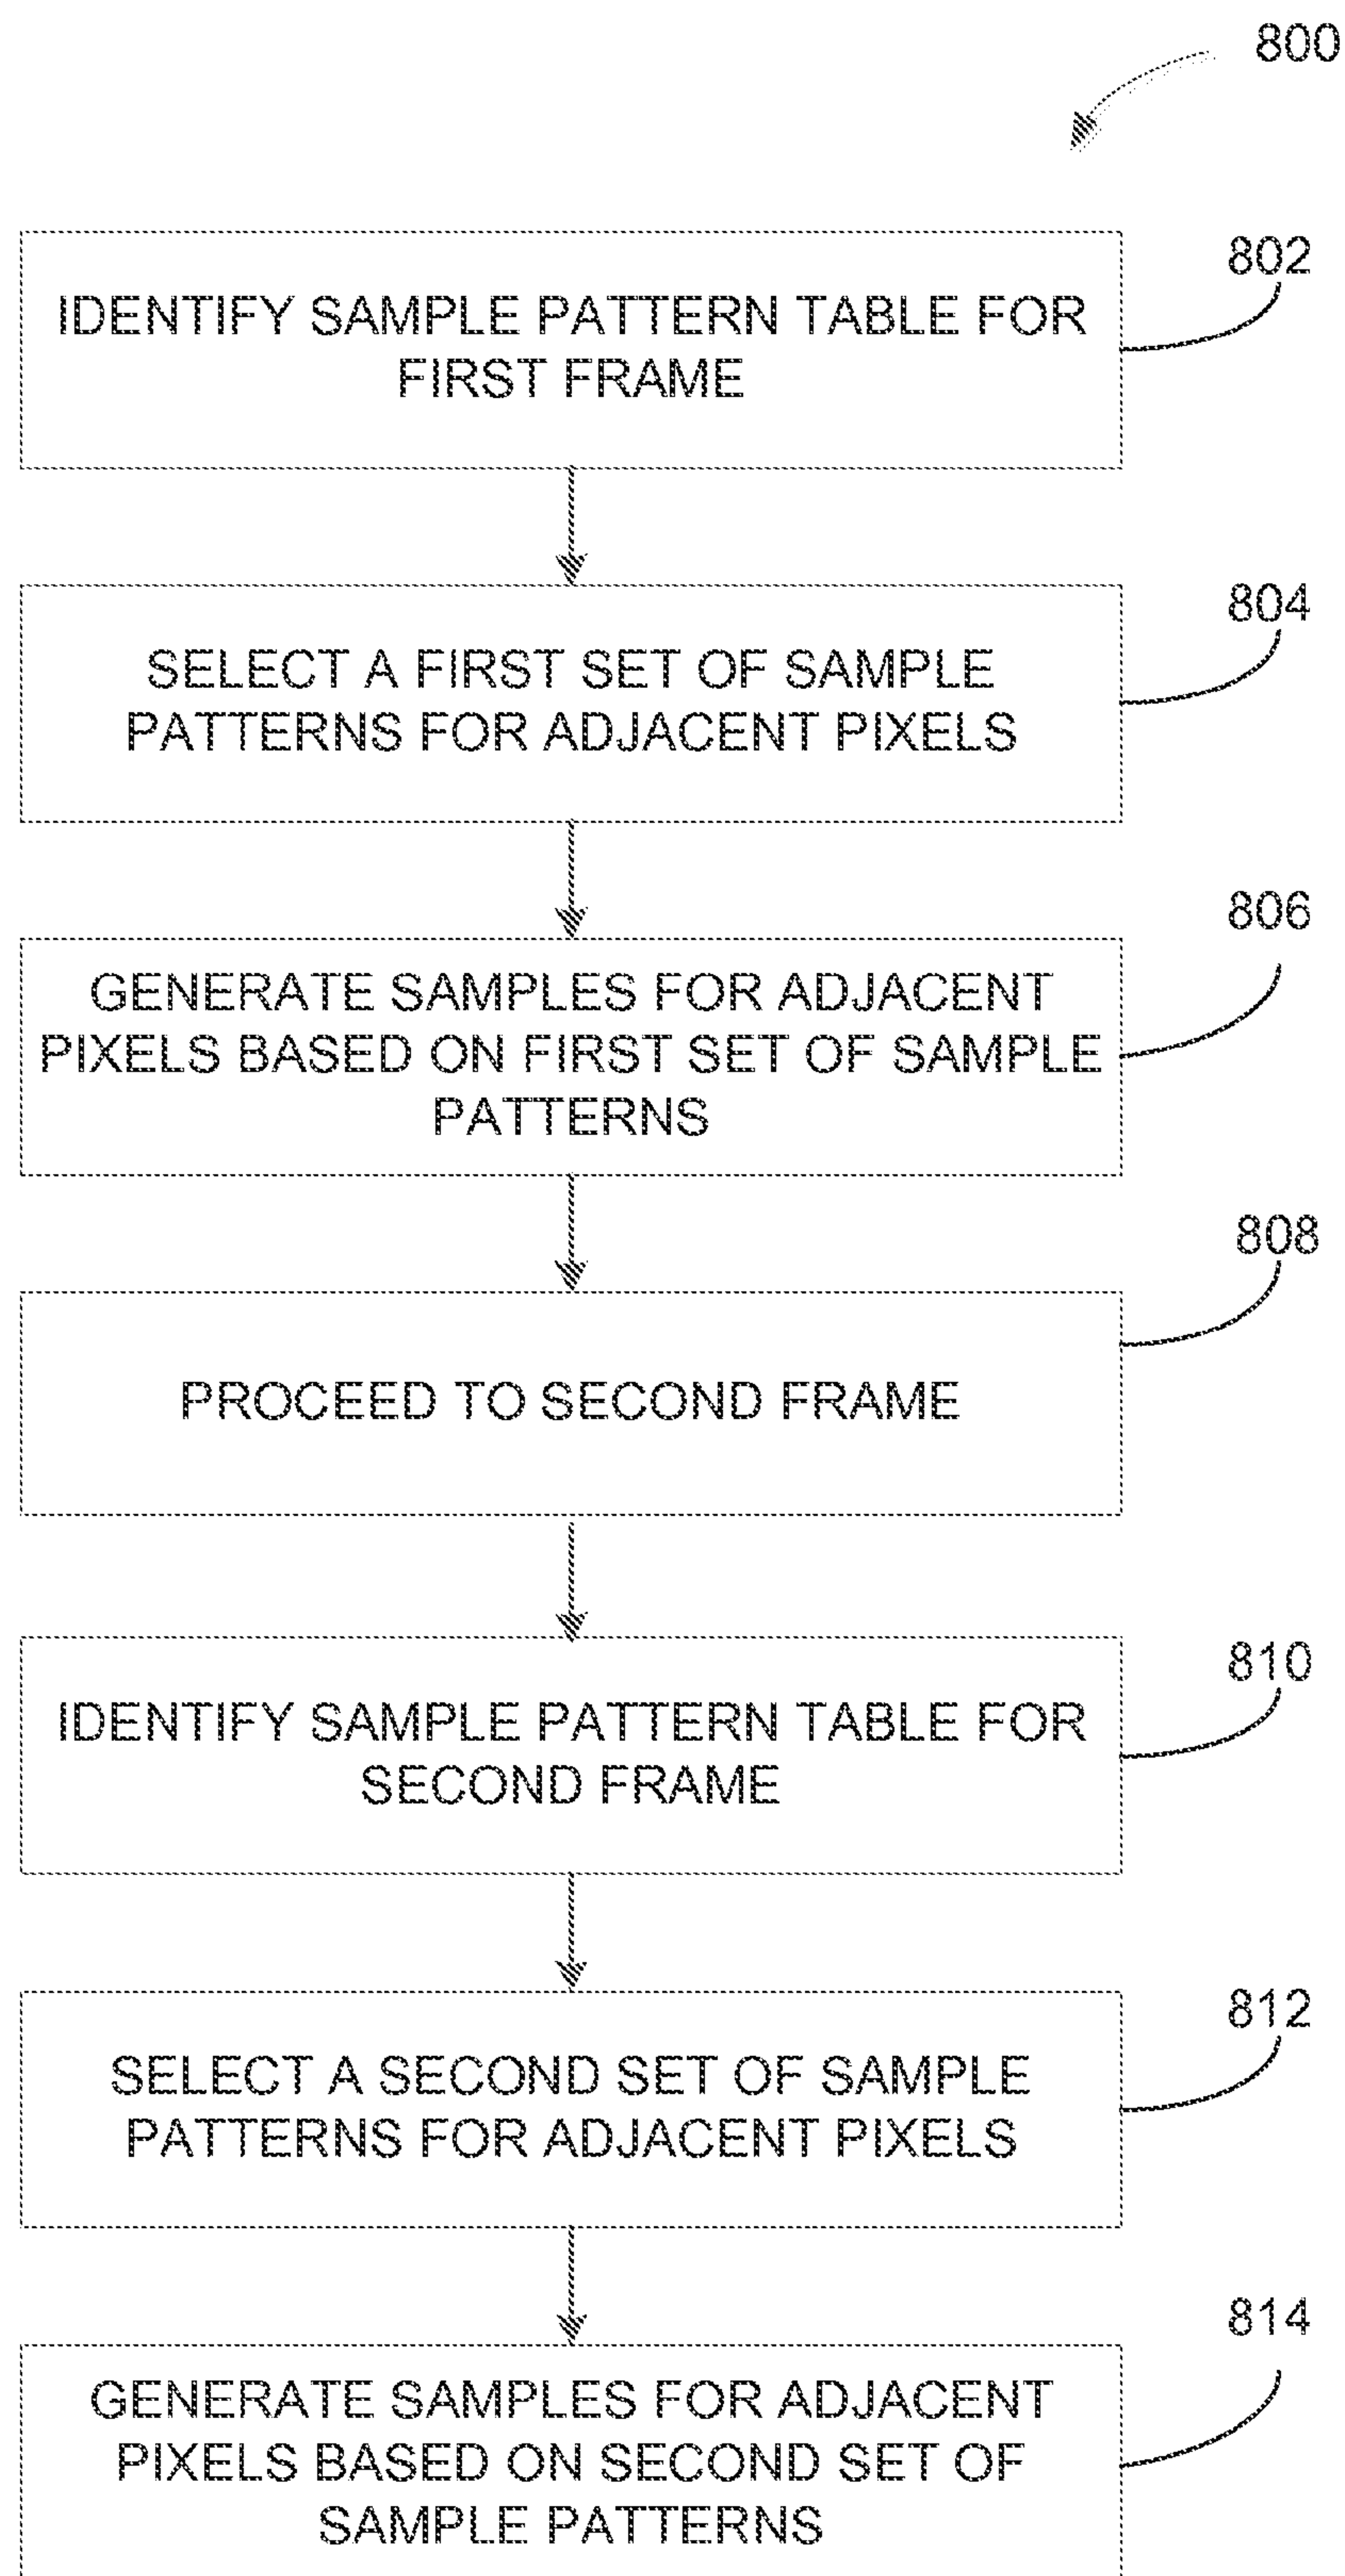 800
802
IDENTIFY SAMPLE PATTERN TABLE FOR
FIRST FRAME
804
SELECT A FIRST SET OF SAMPLE
PATTERNS FOR ADJACENT PIXELS
806
GENERATE SAMPLES FOR ADJACENT
PIXELS BASED ON FIRST SET OF SAMPLE
PATTERNS
808
PROCEED TO SECOND FRAME
810
IDENTIFY SAMPLE PATTERN TABLE FOR
SECOND FRAME
812
SELECT A SECOND SET OF SAMPLE
PATTERNS FOR ADJACENT PIXELS
814
GENERATE SAMPLES FOR ADJACENT
PIXELS BASED ON SECOND SET OF
SAMPLE PATTERNS